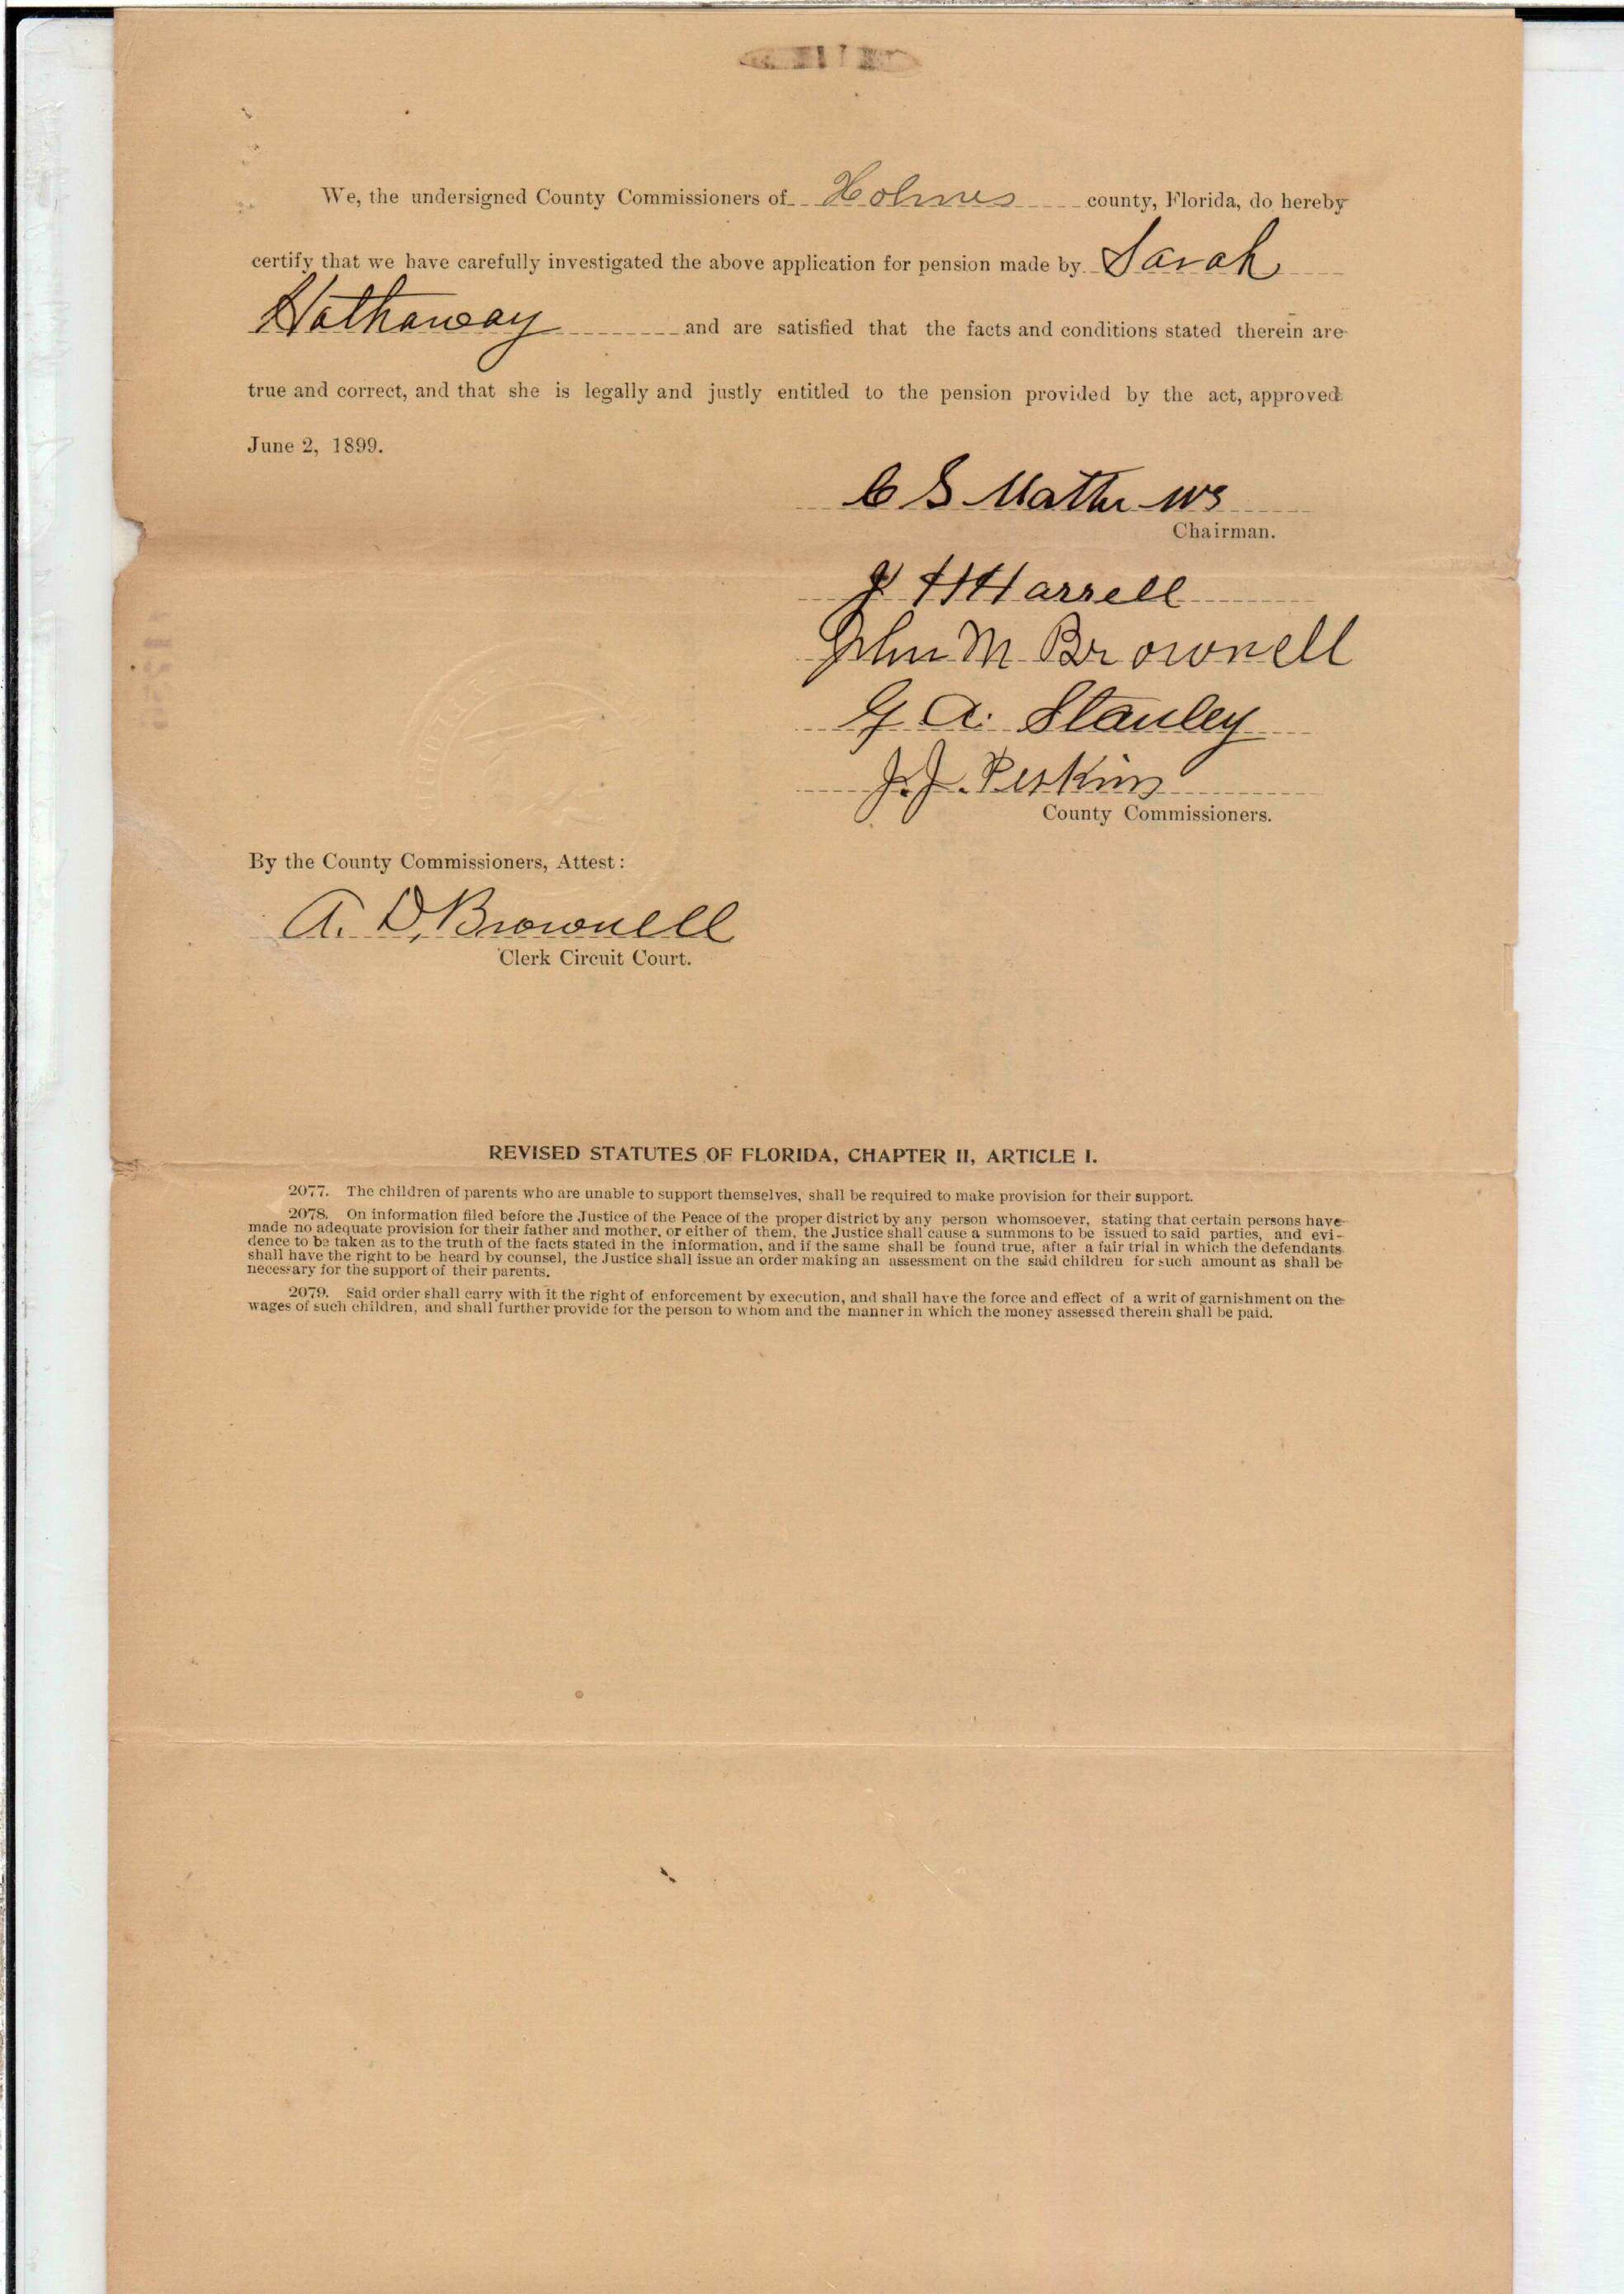 We, the undersigned County Commissioners of Holmes county, Florida, do hereby
certify that we have carefully investigated the above application for pension made by Sarah
Hathaway and are satisfied that the facts and conditions stated therein are
true and correct, and that she is legally and justly entitled to the pension provided by the act, approved
June 2, 1899.
C S Mathews
Chairman.
J H Harrell
John M Brownell
G. A. Stanley
J. J. Perkins
County Commissioners.
By the County Commissioners, Attest:
A. D. Brownell
Clerk Circuit Court.
REVISED STATUTES OF FLORIDA, CHAPTER II, ARTICLE I.
2077. The children of parents who are unable to support themselves, shall be required to make provision for their support.
2078. On information filed before the Justice of the Peace of the proper district by any person whomsoever, stating that certain persons have
made no adequate provision for their father and mother, or either of them, the Justice shall cause a summons to be issued to said parties, and evi-
dence to be taken as to the truth of the facts stated in the information, and if the same shall be found true, after a fair trial in which the defendants
shall have the right to be heard by counsel, the Justice shall issue an order making an assessment on the said children for such amount as shall be
necessary for the support of their parents.
2079. Said order shall carry with it the right of enforcement by execution, and shall have the force and effect of a writ of garnishment on the
wages of such children, and shall further provide for the person to whom and the manner in which the money assessed therein shall be paid.